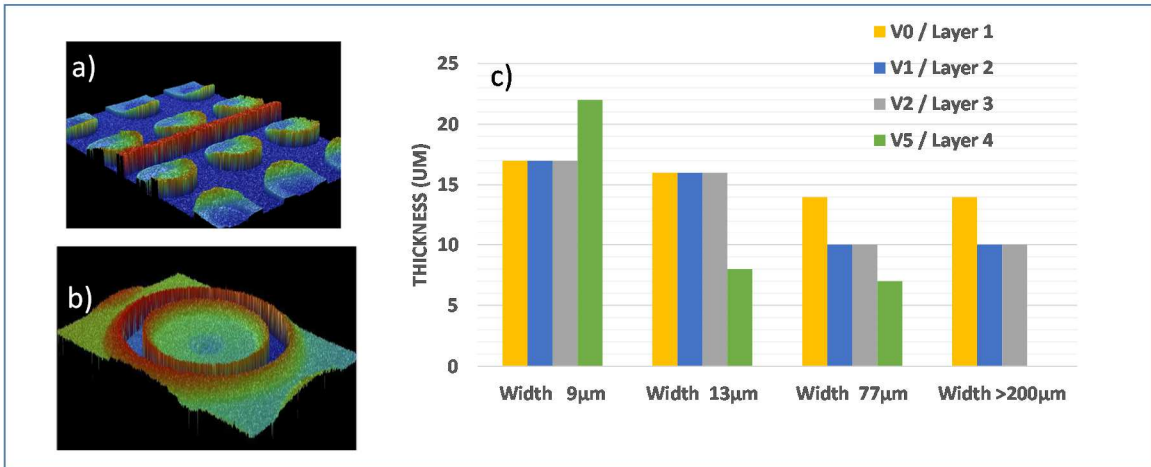 a)
b)
c)
V0 / Layer 1
V1 / Layer 2
V2 / Layer 3
V5 / Layer 4
THICKNESS (UM)
25
20
15
10
5
0
Width 9µm
Width 13µm
Width 77µm
Width >200µm